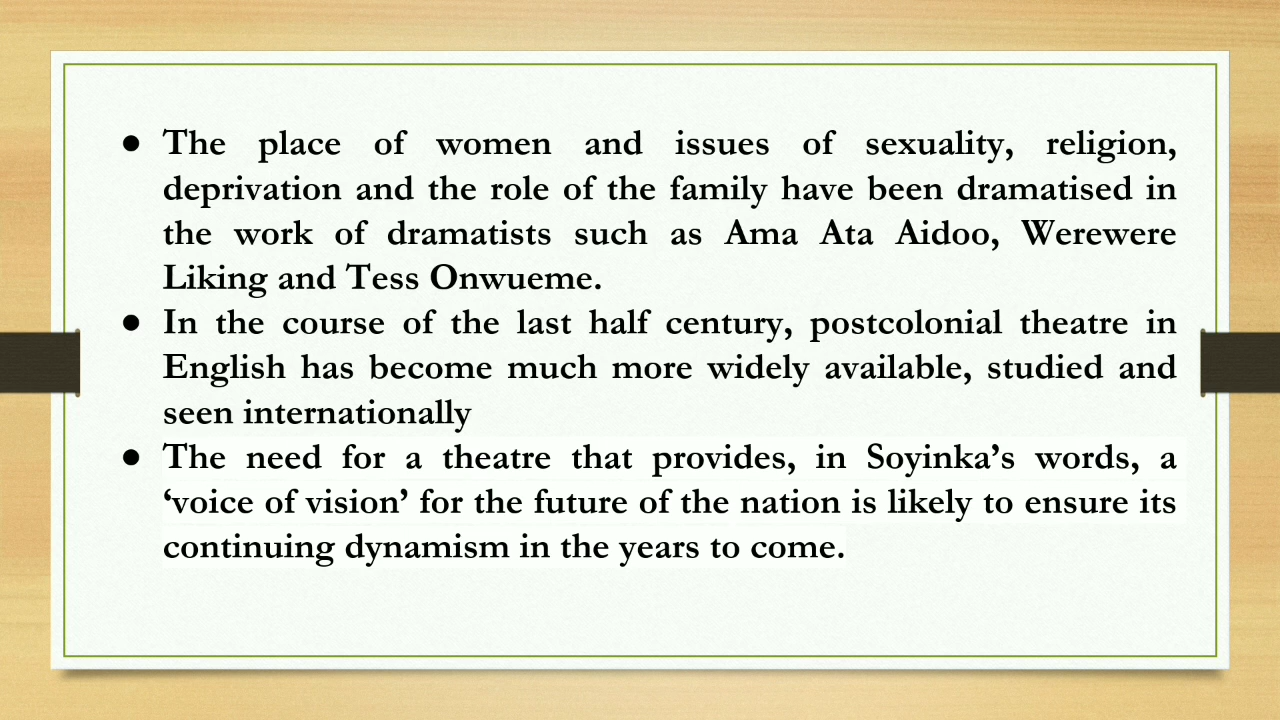 ● The place of women and issues of sexuality, religion,
deprivation and the role of the family have been dramatised in
the work of dramatists such as Ama Ata Aidoo, Werewere
Liking and Tess Onwueme.
● In the course of the last half century, postcolonial theatre in
English has become much more widely available, studied and
seen internationally
● The need for a theatre that provides, in Soyinka’s words, a
‘voice of vision’ for the future of the nation is likely to ensure its
continuing dynamism in the years to come.